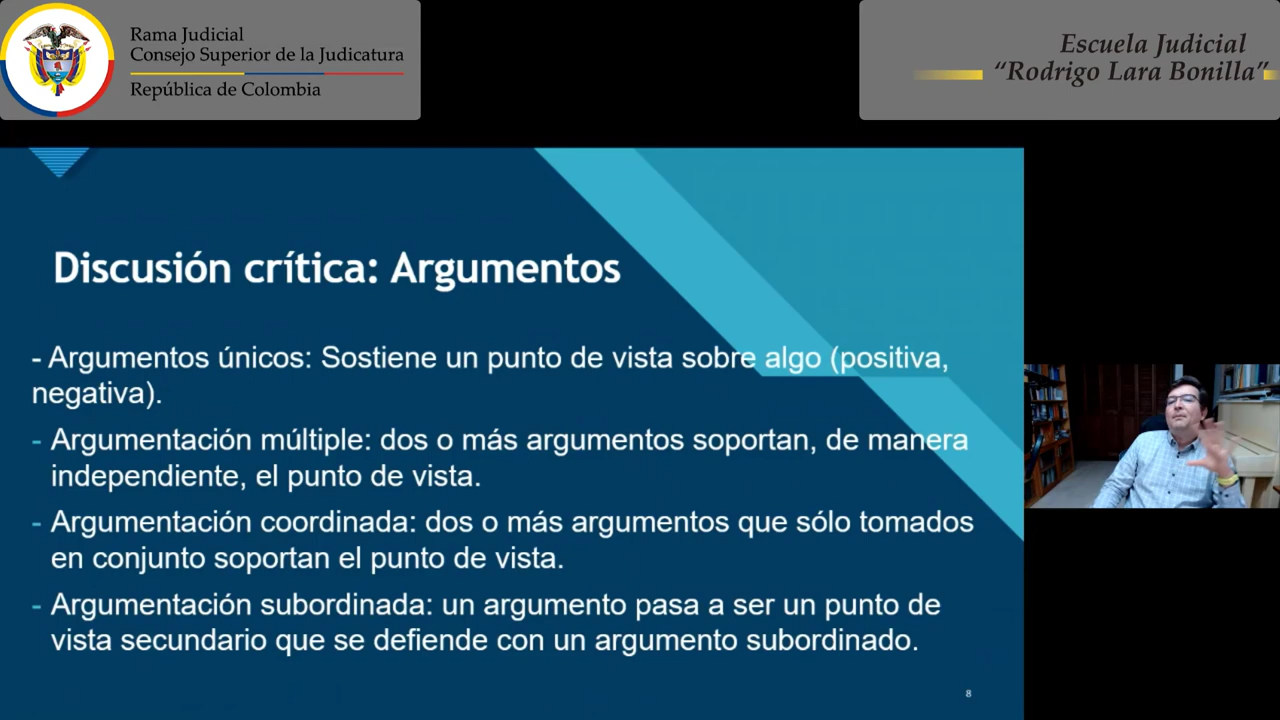 Rama Judicial
Consejo Superior de la Judicatura
República de Colombia
Escuela Judicial
“Rodrigo Lara Bonilla”
Discusión crítica: Argumentos
- Argumentos únicos: Sostiene un punto de vista sobre algo (positiva,
negativa).
- Argumentación múltiple: dos o más argumentos soportan, de manera
independiente, el punto de vista.
- Argumentación coordinada: dos o más argumentos que sólo tomados
en conjunto soportan el punto de vista.
- Argumentación subordinada: un argumento pasa a ser un punto de
vista secundario que se defiende con un argumento subordinado.
8